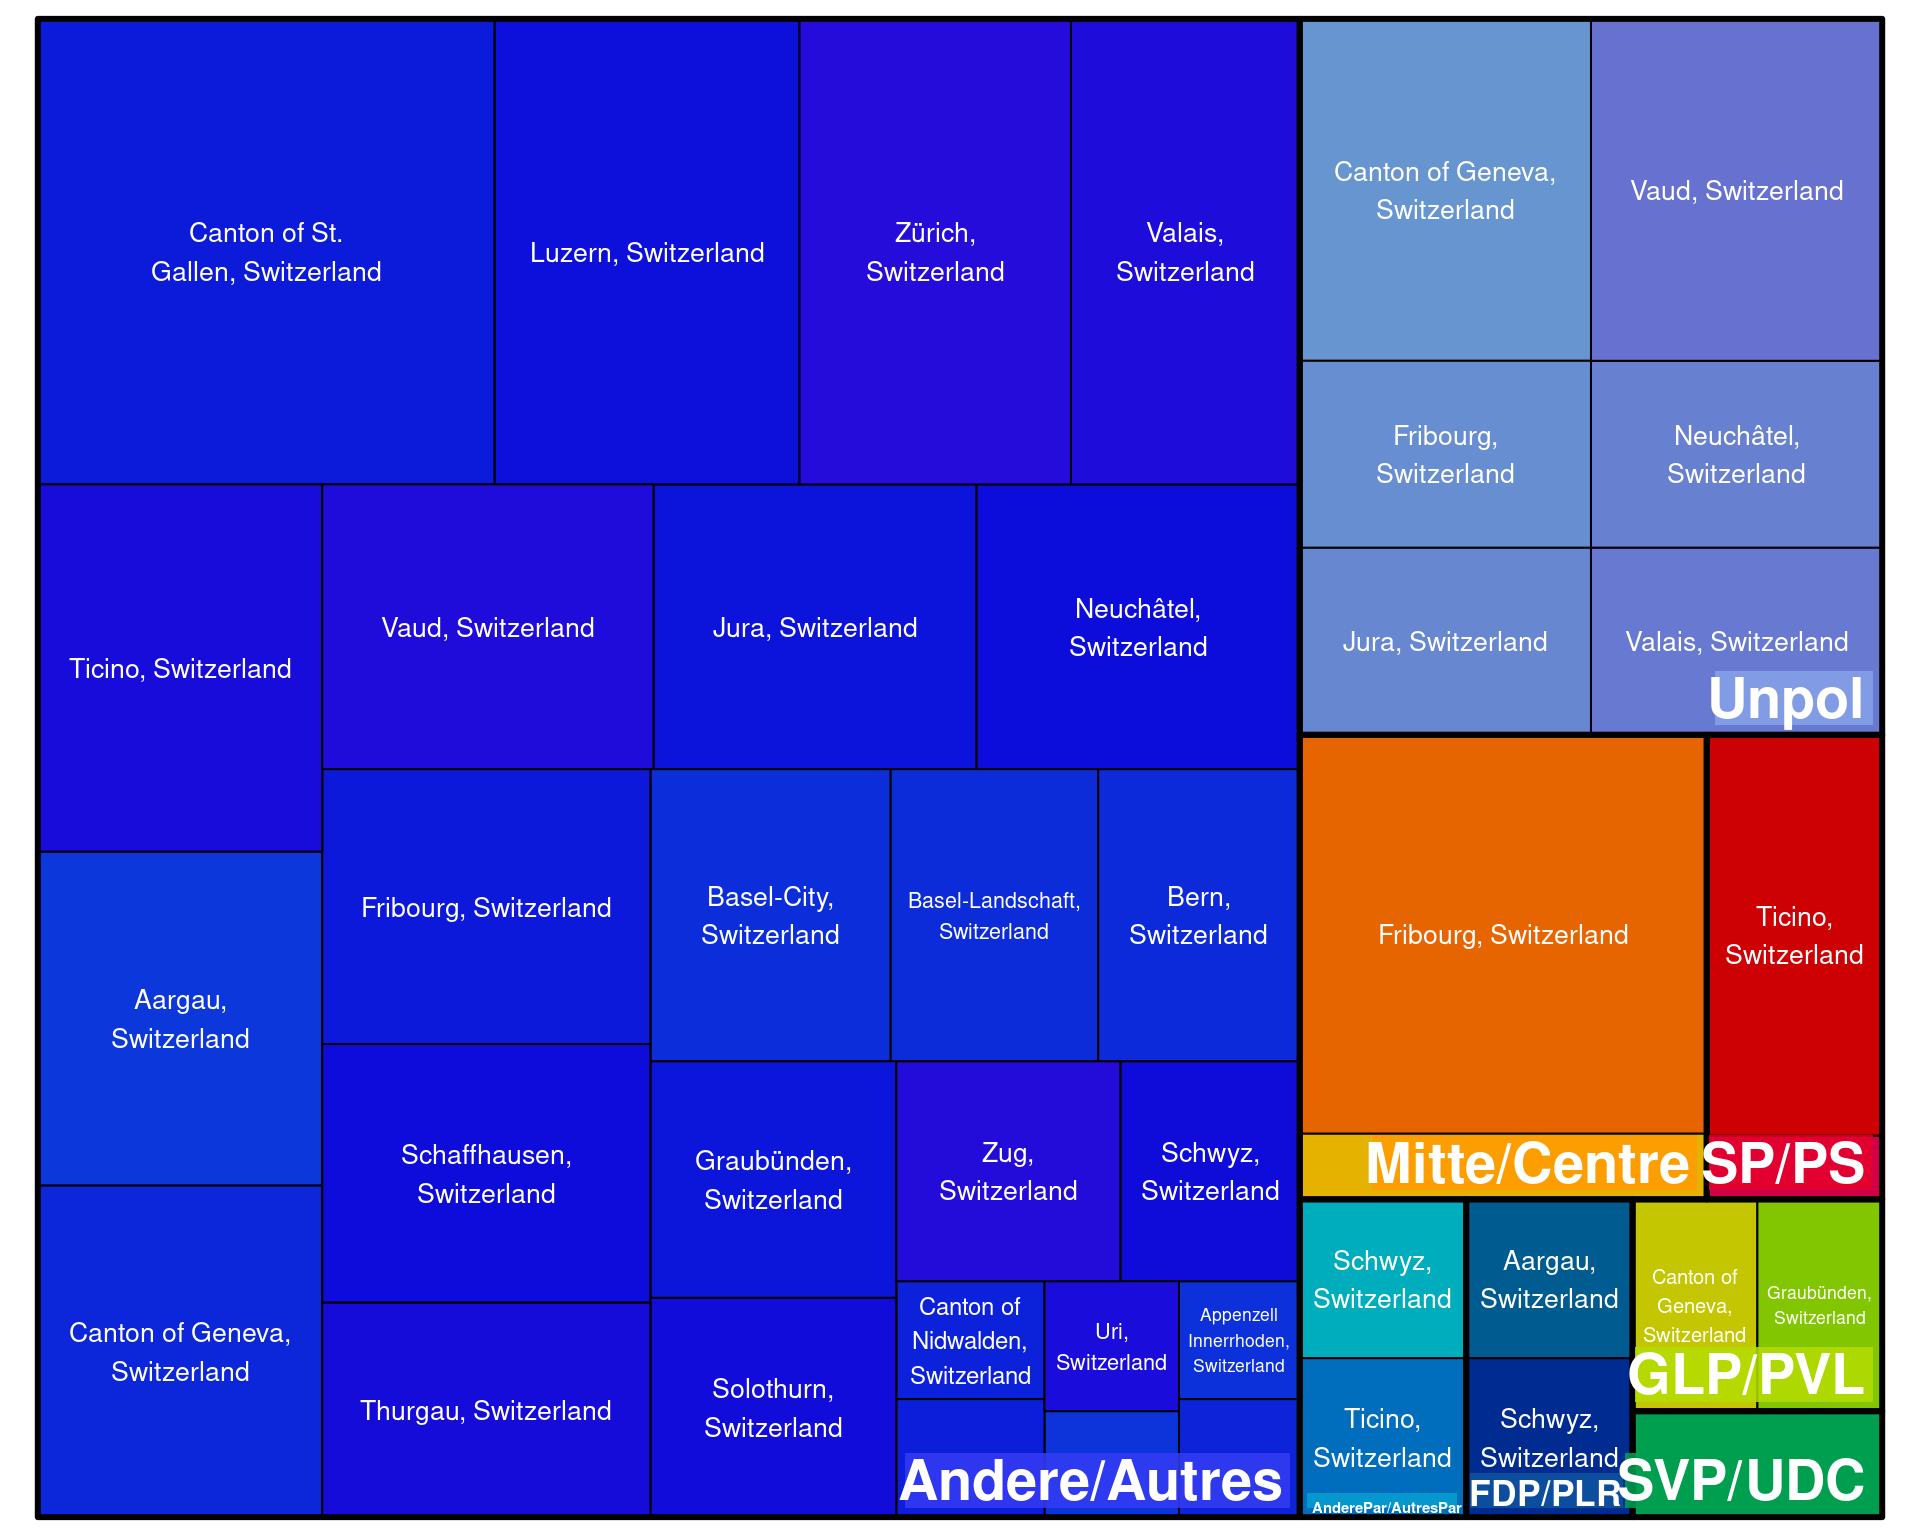 Canton of St.
Gallen, Switzerland
Luzern, Switzerland
Zürich,
Switzerland
Valais,
Switzerland
Ticino, Switzerland
Vaud, Switzerland
Jura, Switzerland
Neuchâtel,
Switzerland
Aargau,
Switzerland
Fribourg, Switzerland
Basel-City,
Switzerland
Basel-Landschaft,
Switzerland
Bern,
Switzerland
Canton of Geneva,
Switzerland
Schaffhausen,
Switzerland
Thurgau, Switzerland
Graubünden,
Switzerland
Solothurn,
Switzerland
Zug,
Switzerland
Schwyz,
Switzerland
Canton of
Nidwalden,
Switzerland
Uri,
Switzerland
Appenzell
Innerrhoden,
Switzerland
Andere/Autres
Canton of Geneva,
Switzerland
Vaud, Switzerland
Fribourg,
Switzerland
Neuchâtel,
Switzerland
Jura, Switzerland
Valais, Switzerland
Unpol
Fribourg, Switzerland
Mitte/Centre
Ticino,
Switzerland
SP/PS
Schwyz,
Switzerland
Ticino,
Switzerland
AnderePar/AutresPar
Aargau,
Switzerland
Schwyz,
Switzerland
FDP/PLR
Canton of
Geneva,
Switzerland
Graubünden,
Switzerland
GLP/PVL
SVP/UDC